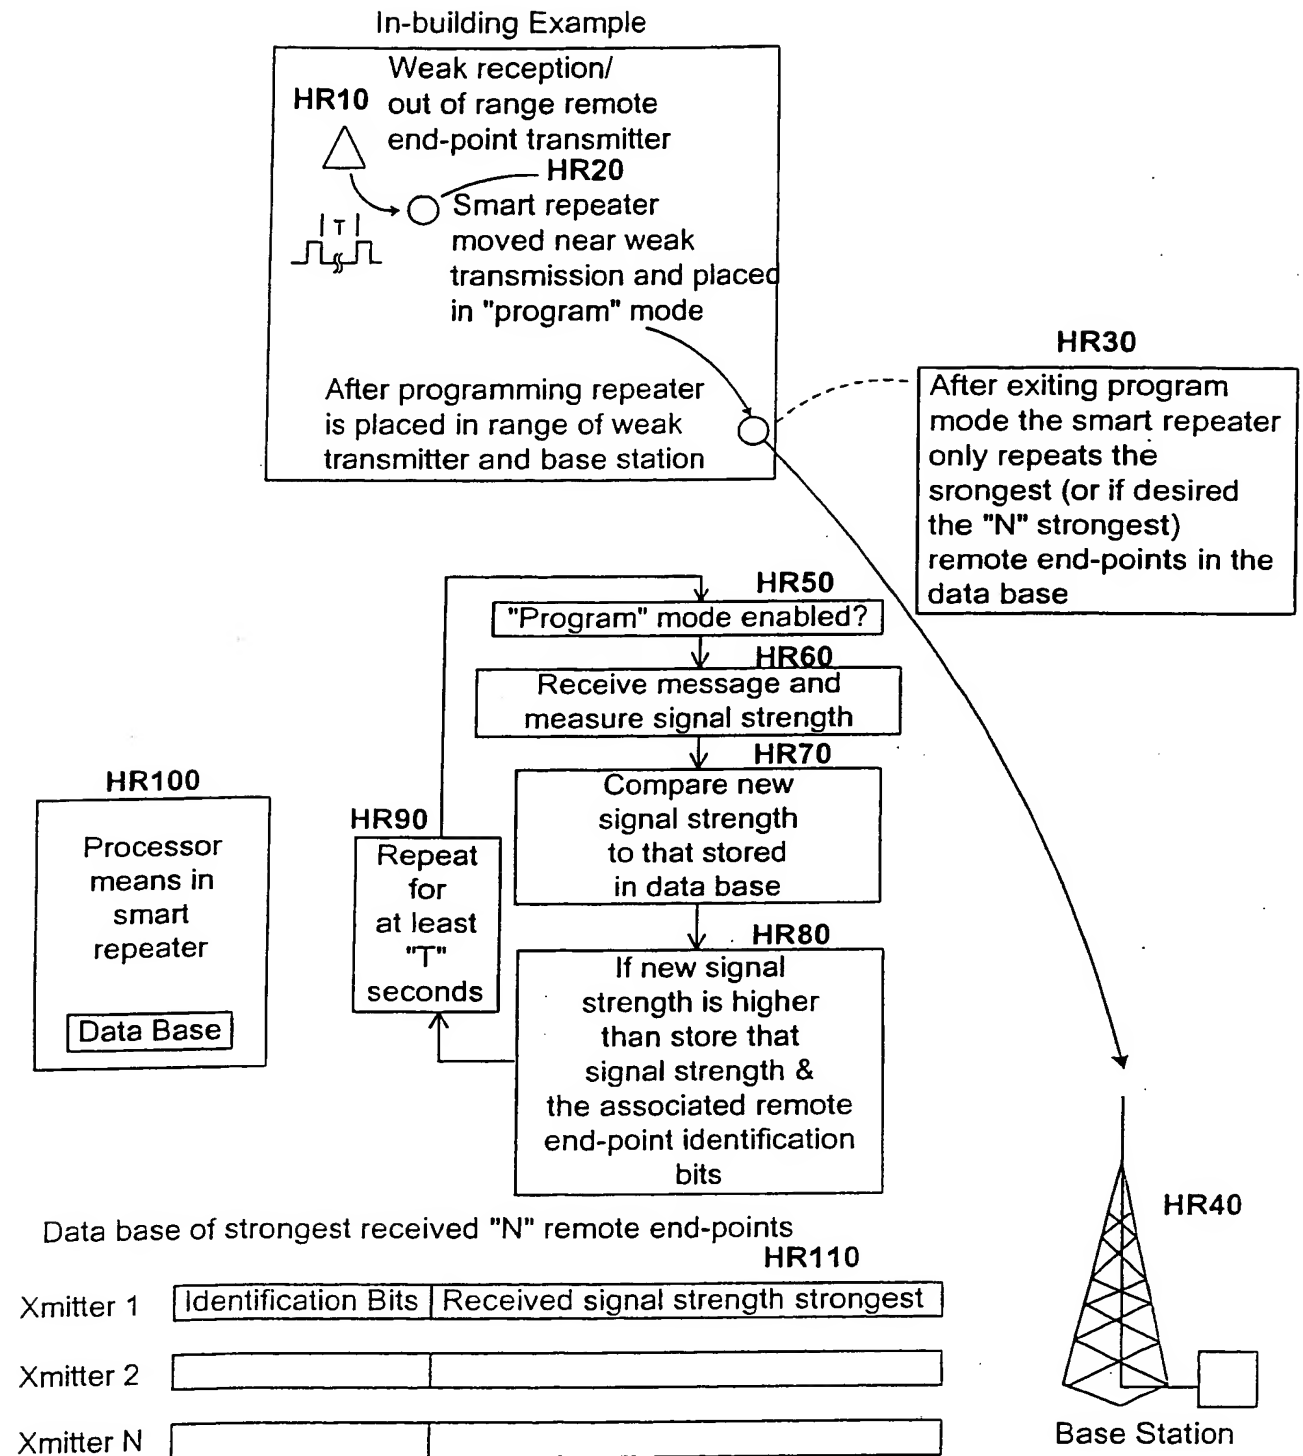 In-building Example
Weak reception/
HR10 out of range remote
end-point transmitter
HR20
Smart repeater
moved near weak
transmission and placed
in "program" mode
| T |
After programming repeater
is placed in range of weak
transmitter and base station
HR30
After exiting program
mode the smart repeater
only repeats the
srongest (or if desired
the "N" strongest)
remote end-points in the
data base
HR50
"Program" mode enabled?
HR60
Receive message and
measure signal strength
HR70
Compare new
signal strength
to that stored
in data base
HR80
If new signal
strength is higher
than store that
signal strength &
the associated remote
end-point identification
bits
HR90
Repeat
for
at least
"T"
seconds
HR100
Processor
means in
smart
repeater
Data Base
HR40
Base Station
Data base of strongest received "N" remote end-points
HR110
Xmitter 1 Identification Bits Received signal strength strongest
Xmitter 2
Xmitter N